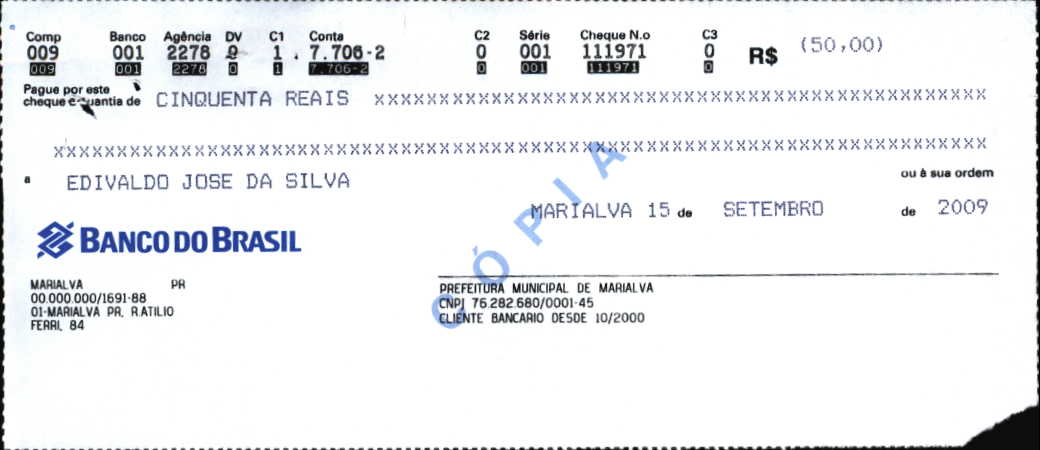 Comp Banco Agência DV C1 Conta C2 Série Cheque N.o C3
009 001 2278 0 1 . 7.706-2 0 001 111971 0 R$ (50,00)
009 001 2278 0 1 7.706-2 0 001 111971 0
Pague por este
cheque a quantia de CINQUENTA REAIS XXXXXXXXXXXXXXXXXXXXXXXXXXXXXXXXXXXXXXXXXXXXXXXX
XXXXXXXXXXXXXXXXXXXXXXXXXXXXXXXXXXXXXXXXXXXXXXXXXXXXXXXXXXXXXXXXXXXXXXXXX
a EDIVALDO JOSE DA SILVA ou à sua ordem
MARIALVA 15 de SETEMBRO de 2009
BANCO DO BRASIL
CÓPIA
MARIALVA PR
00.000.000/1691-88
01-MARIALVA PR, R.ATILIO
FERRI, 84
PREFEITURA MUNICIPAL DE MARIALVA
CNPJ 76.282.680/0001-45
CLIENTE BANCARIO DESDE 10/2000